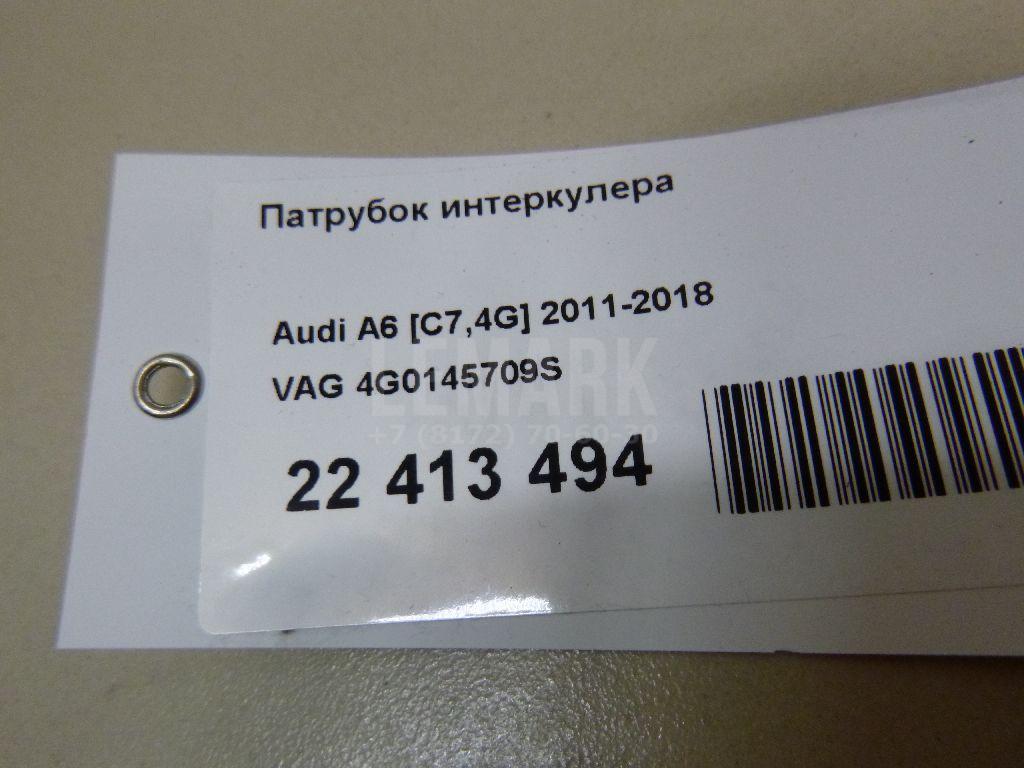 Патрубок интеркулера
Audi A6 [C7,4G] 2011-2018
VAG 4G0145709S
LEMARK
+7 (8172) 70-60-30
22 413 494